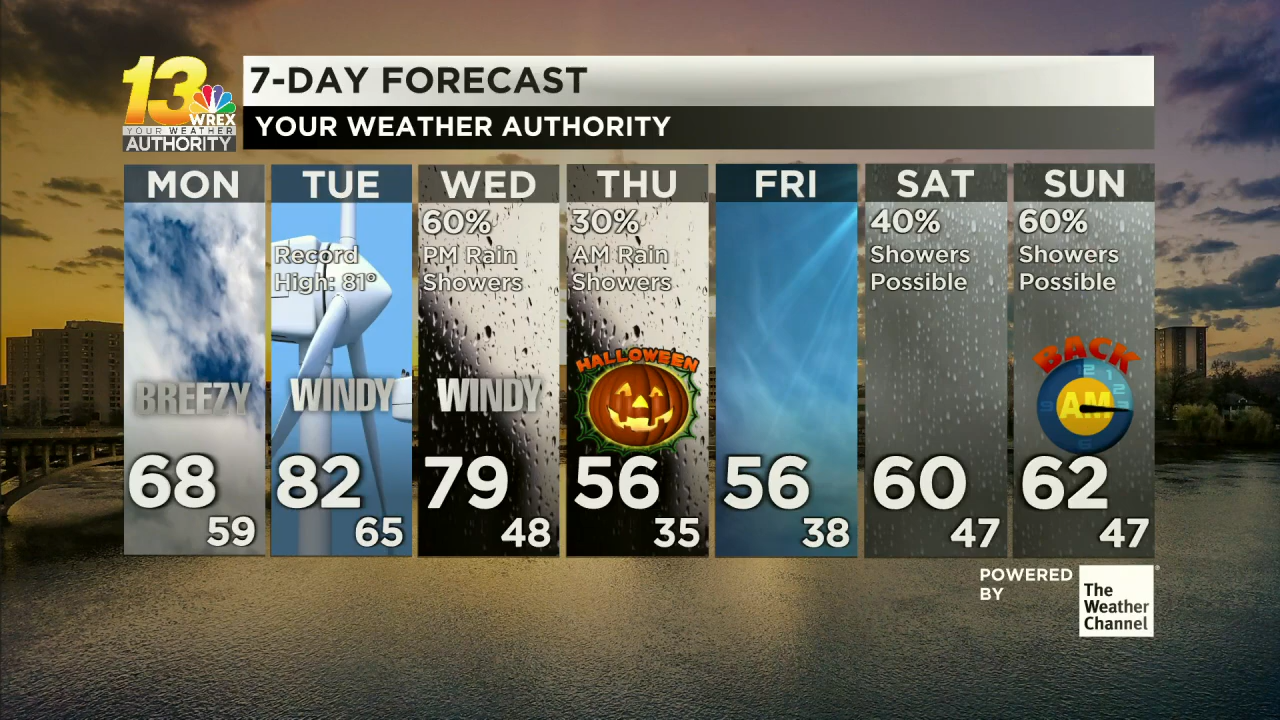 13
WREX
YOUR WEATHER
AUTHORITY
7-DAY FORECAST
YOUR WEATHER AUTHORITY
MON
BREEZY
68
59
TUE
Record
High: 81°
WINDY
82
65
WED
60%
PM Rain
Showers
WINDY
79
48
THU
30%
AM Rain
Showers
HALLOWEEN
56
35
FRI
56
38
SAT
40%
Showers
Possible
60
47
SUN
60%
Showers
Possible
BACK
12
1
2
AM
62
47
POWERED
BY
The
Weather
Channel